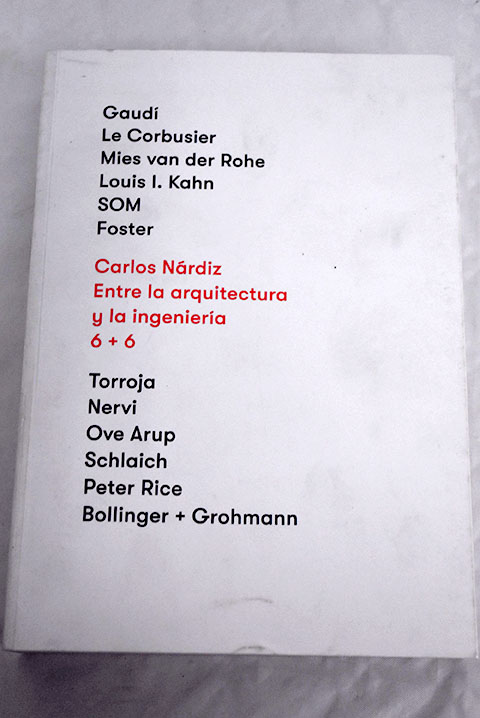 Gaudí
Le Corbusier
Mies van der Rohe
Louis I. Kahn
SOM
Foster
Carlos Nárdiz
Entre la arquitectura
y la ingeniería
6 + 6
Torroja
Nervi
Ove Arup
Schlaich
Peter Rice
Bollinger + Grohmann